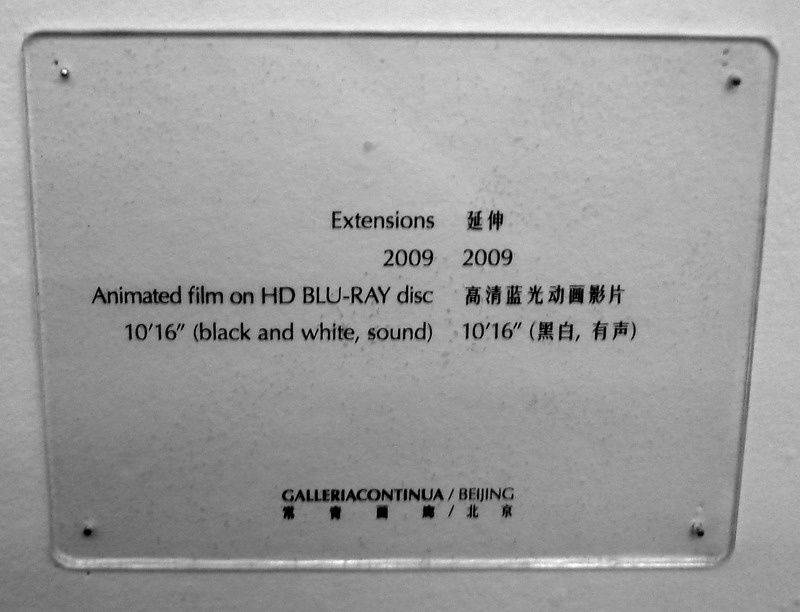 Extensions 延伸
2009 2009
Animated film on HD BLU-RAY disc 高清蓝光动画影片
10'16" (black and white, sound) 10'16" (黑白, 有声)
GALLERIACONTINUA / BEIJING
常青画廊 / 北京